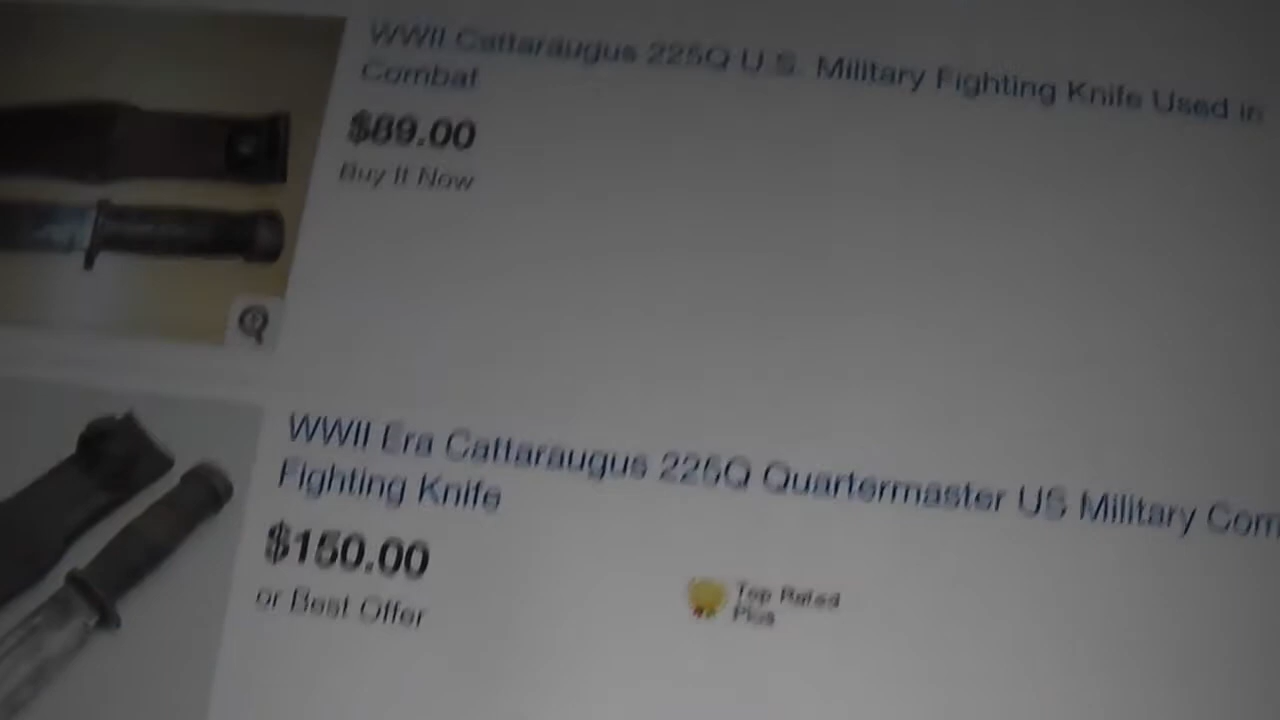 WWII Cattaraugus 225Q U.S. Military Fighting Knife Used in
Combat
$89.00
Buy It Now
WWII Era Cattaraugus 225Q Quartermaster US Military Com
Fighting Knife
$150.00
or Best Offer
Top Rated
Plus